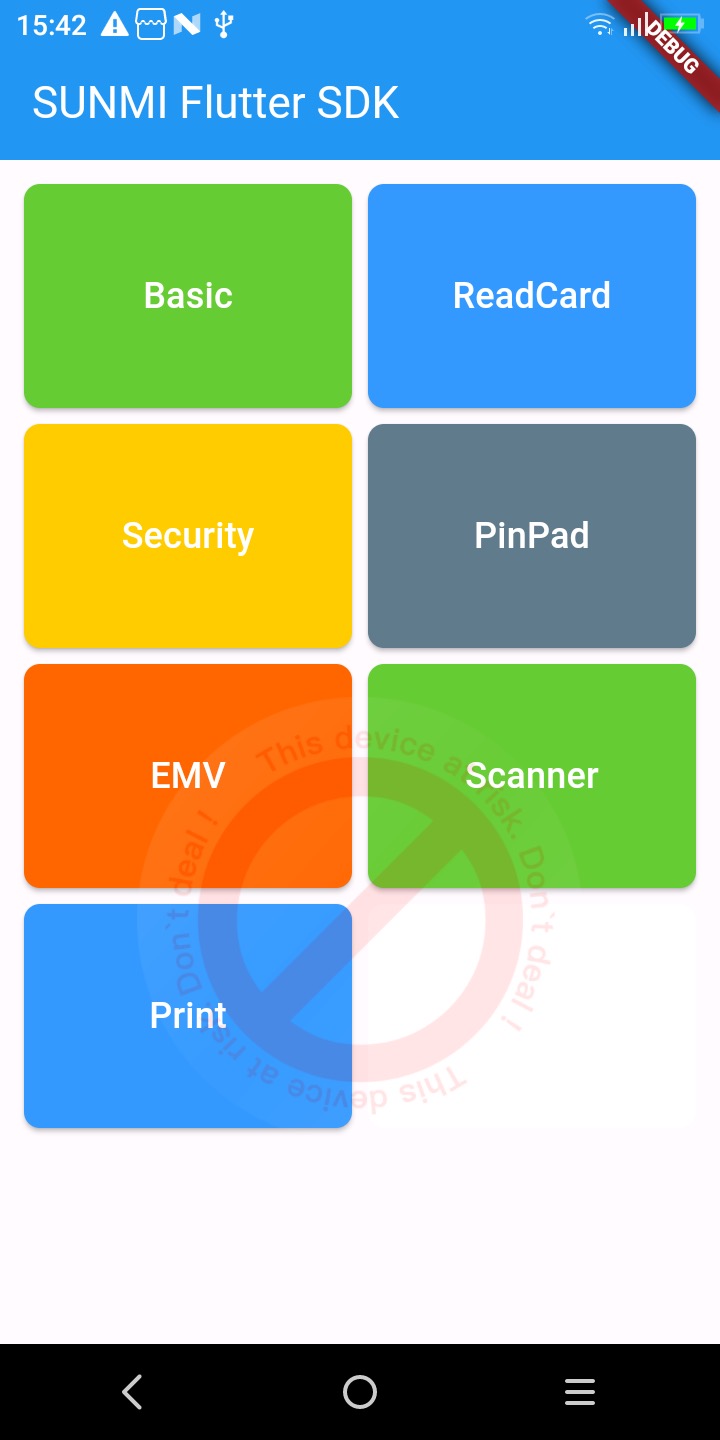 15:42
DEBUG
SUNMI Flutter SDK
Basic
ReadCard
Security
PinPad
EMV
Scanner
Print
This device at risk. Don`t deal !
This device at risk. Don`t deal !